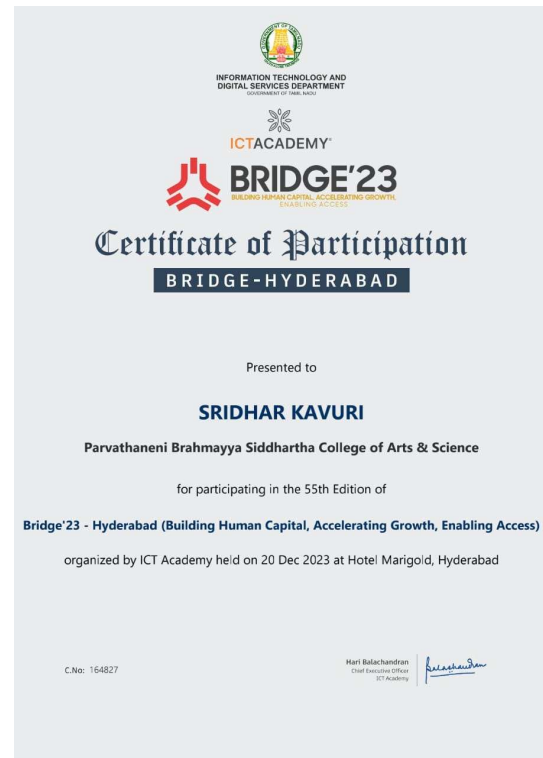 INFORMATION TECHNOLOGY AND
DIGITAL SERVICES DEPARTMENT
GOVERNMENT OF TAMIL NADU
ICTACADEMY
BRIDGE'23
BUILDING HUMAN CAPITAL, ACCELERATING GROWTH,
ENABLING ACCESS
Certificate of Participation
BRIDGE-HYDERABAD
Presented to
SRIDHAR KAVURI
Parvathaneni Brahmayya Siddhartha College of Arts & Science
for participating in the 55th Edition of
Bridge'23 - Hyderabad (Building Human Capital, Accelerating Growth, Enabling Access)
organized by ICT Academy held on 20 Dec 2023 at Hotel Marigold, Hyderabad
C.No: 164827
Hari Balachandran
Chief Executive Officer
ICT Academy
Balachandran